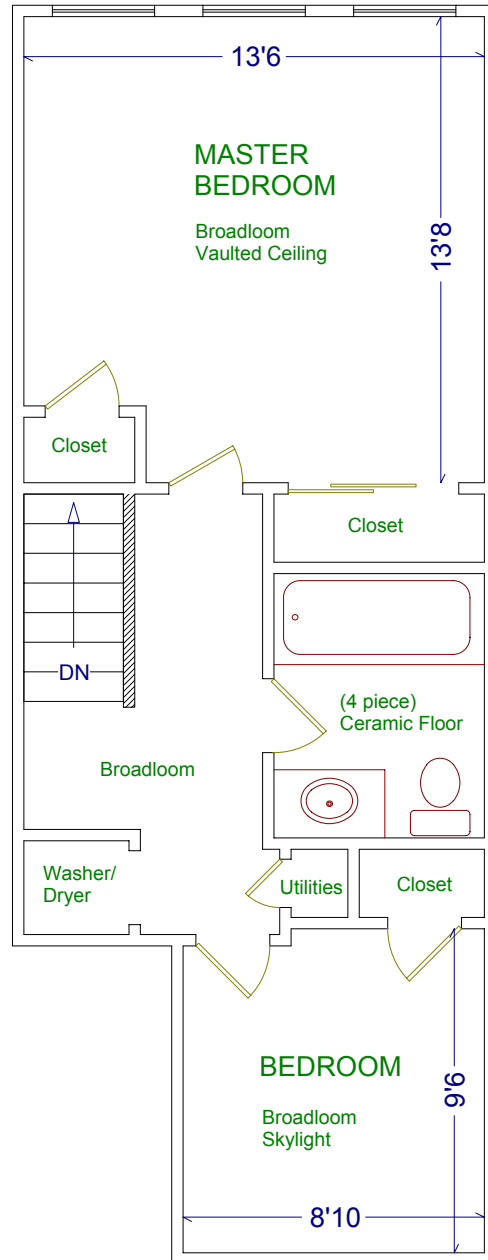 13'6
MASTER
BEDROOM
Broadloom
Vaulted Ceiling
13'8
Closet
Closet
DN
(4 piece)
Ceramic Floor
Broadloom
Washer/
Dryer
Utilities
Closet
BEDROOM
Broadloom
Skylight
9'6
8'10